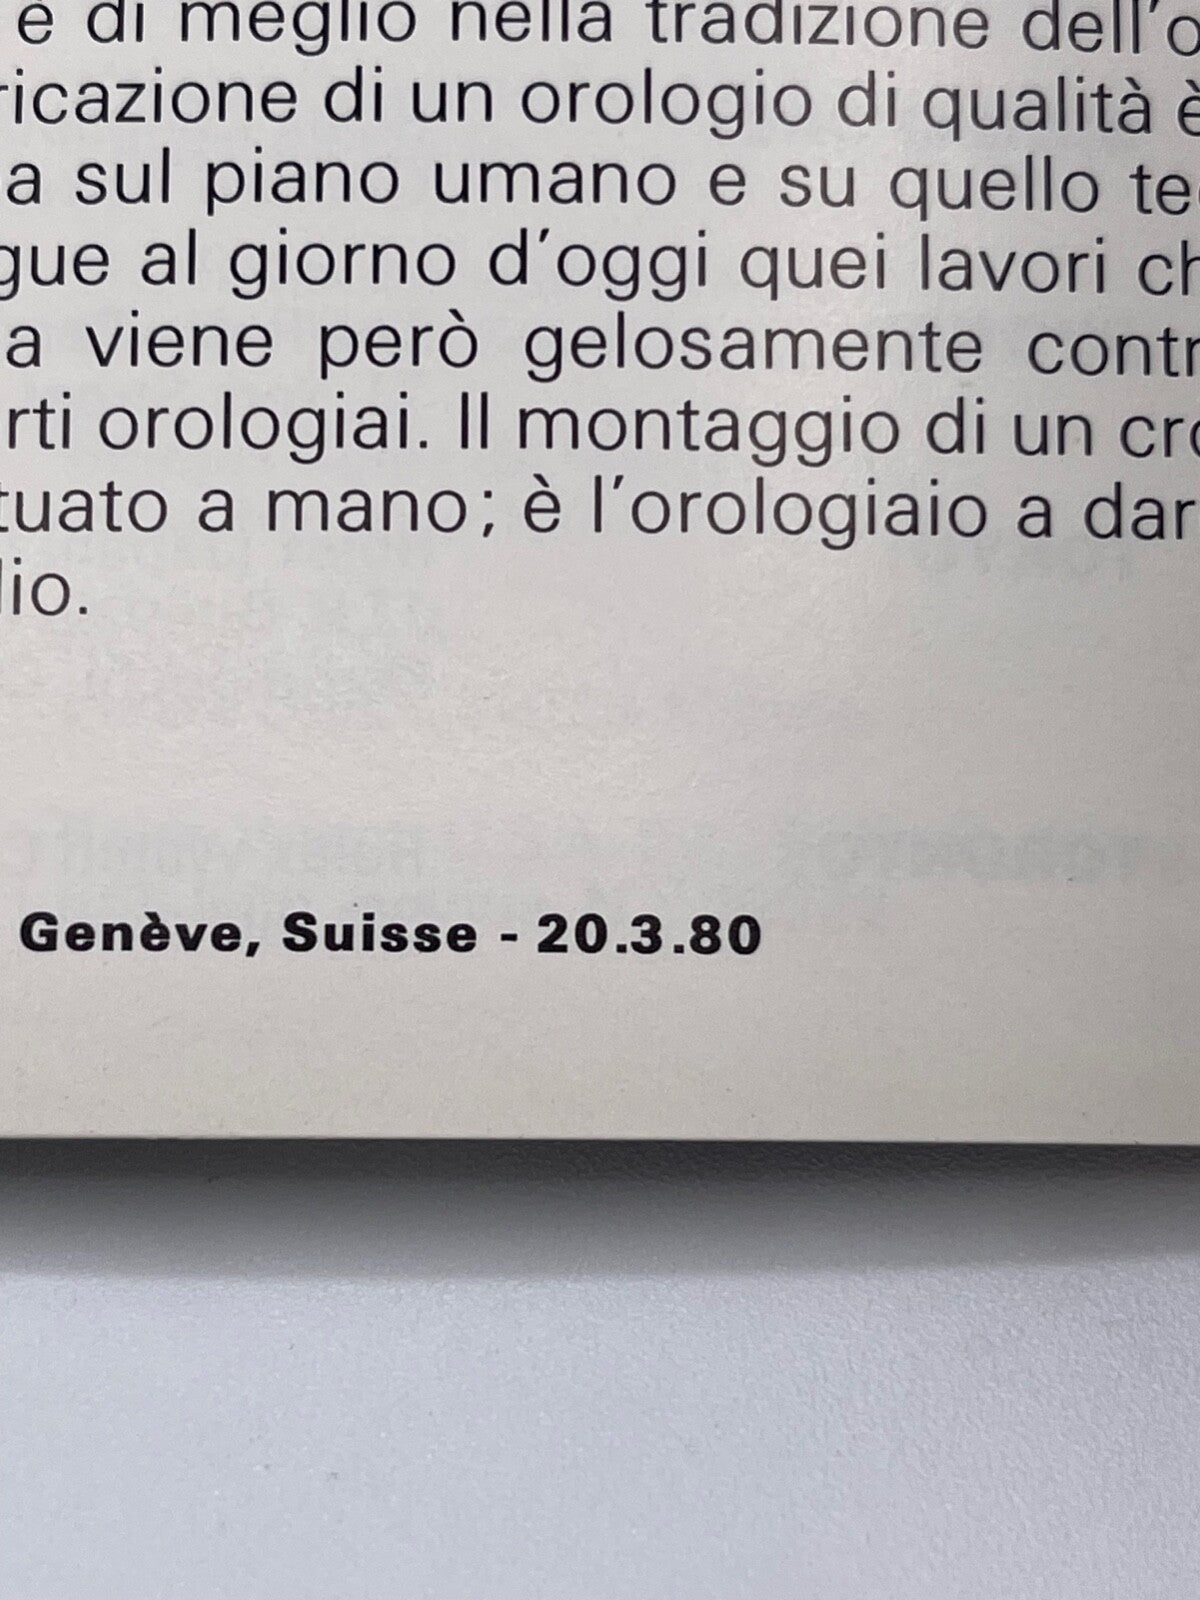 è di meglio nella tradizione dell'o
ricazione di un orologio di qualità è
a sul piano umano e su quello te
gue al giorno d'oggi quei lavori ch
a viene però gelosamente contr
rti orologiai. Il montaggio di un cro
tuato a mano; è l'orologiaio a dar
lio.
Genève, Suisse - 20.3.80